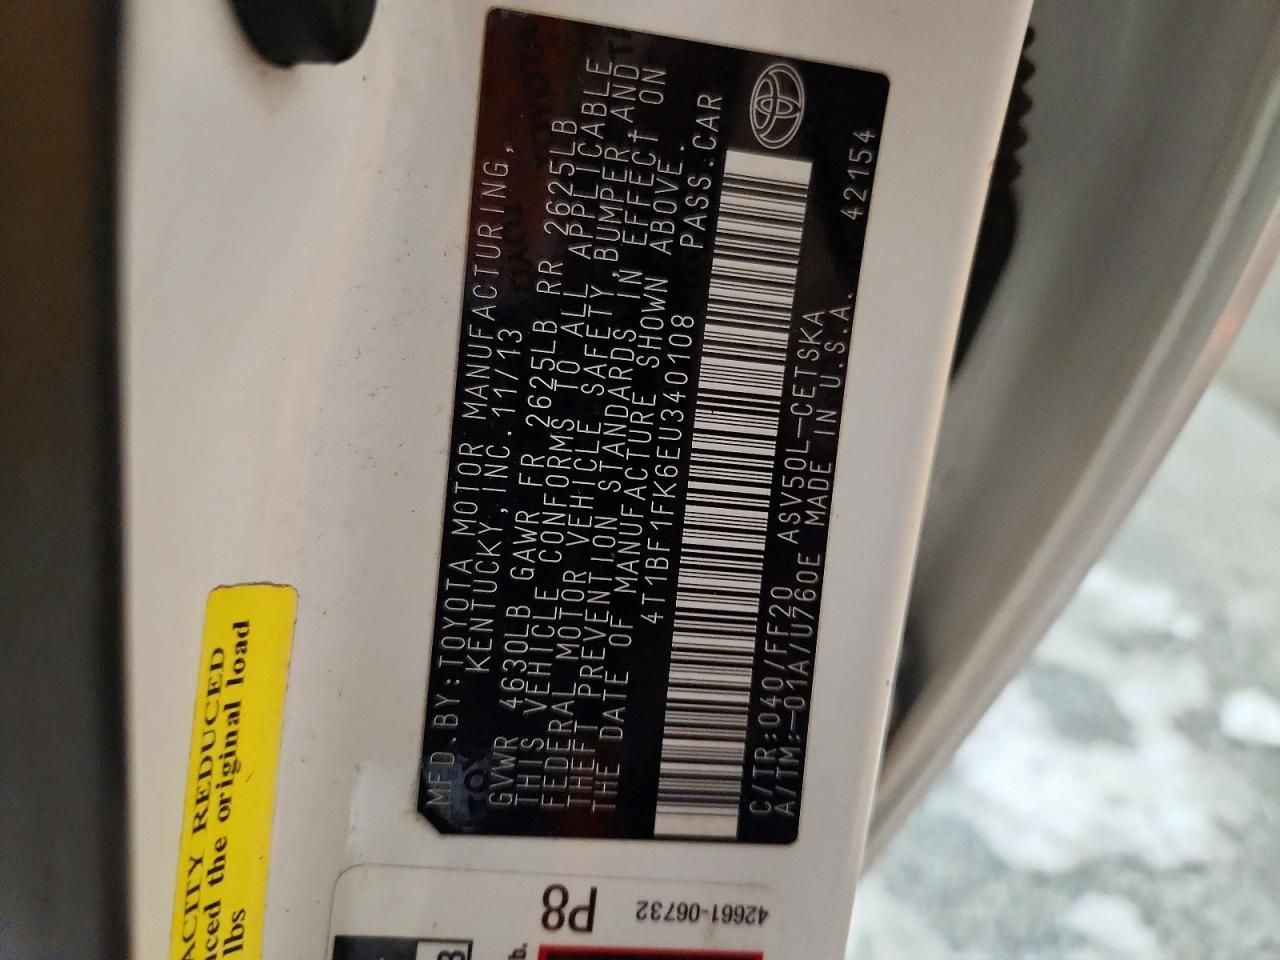 MFD.BY:TOYOTA MOTOR MANUFACTURING,
KENTUCKY,INC. 11/13
GVWR 4630LB GAWR FR 2625LB RR 2625LB
THIS VEHICLE CONFORMS TO ALL APPLICABLE
FEDERAL MOTOR VEHICLE SAFETY,BUMPER,AND
THEFT PREVENTION STANDARDS IN EFFECT ON
THE DATE OF MANUFACTURE SHOWN ABOVE.
4T1BF1FK6EU340108 PASS.CAR
C/TR:040/FF20 ASV50L-CETSKA 42154
A/TM:-01A/U760E MADE IN U.S.A.
ACITY REDUCED
uced the original load
lbs
P8
42661-06732